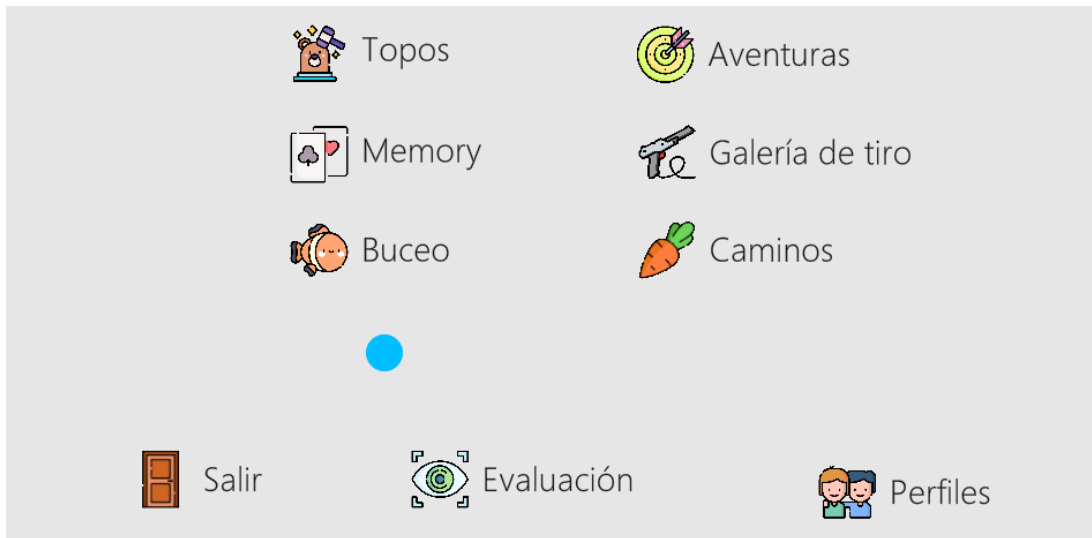 Topos
Aventuras
Memory
Galería de tiro
Buceo
Caminos
Salir
Evaluación
Perfiles